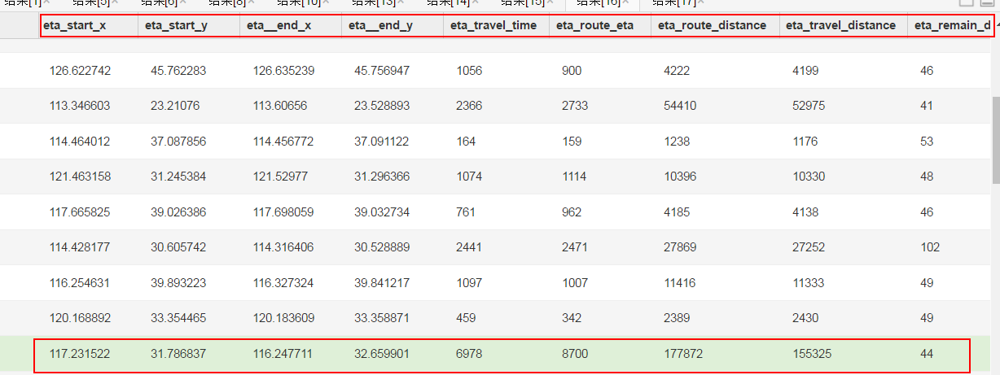 结果[1]× 结果[5]× 结果[6]× 结果[8]× 结果[10]× 结果[13]× 结果[14]× 结果[15]× 结果[16]× 结果[17]×
eta_start_x eta_start_y eta__end_x eta__end_y eta_travel_time eta_route_eta eta_route_distance eta_travel_distance eta_remain_d
126.622742 45.762283 126.635239 45.756947 1056 900 4222 4199 46
113.346603 23.21076 113.60656 23.528893 2366 2733 54410 52975 41
114.464012 37.087856 114.456772 37.091122 164 159 1238 1176 53
121.463158 31.245384 121.52977 31.296366 1074 1114 10396 10330 48
117.665825 39.026386 117.698059 39.032734 761 962 4185 4138 46
114.428177 30.605742 114.316406 30.528889 2441 2471 27869 27252 102
116.254631 39.893223 116.327324 39.841217 1097 1007 11416 11333 49
120.168892 33.354465 120.183609 33.358871 459 342 2389 2430 49
117.231522 31.786837 116.247711 32.659901 6978 8700 177872 155325 44